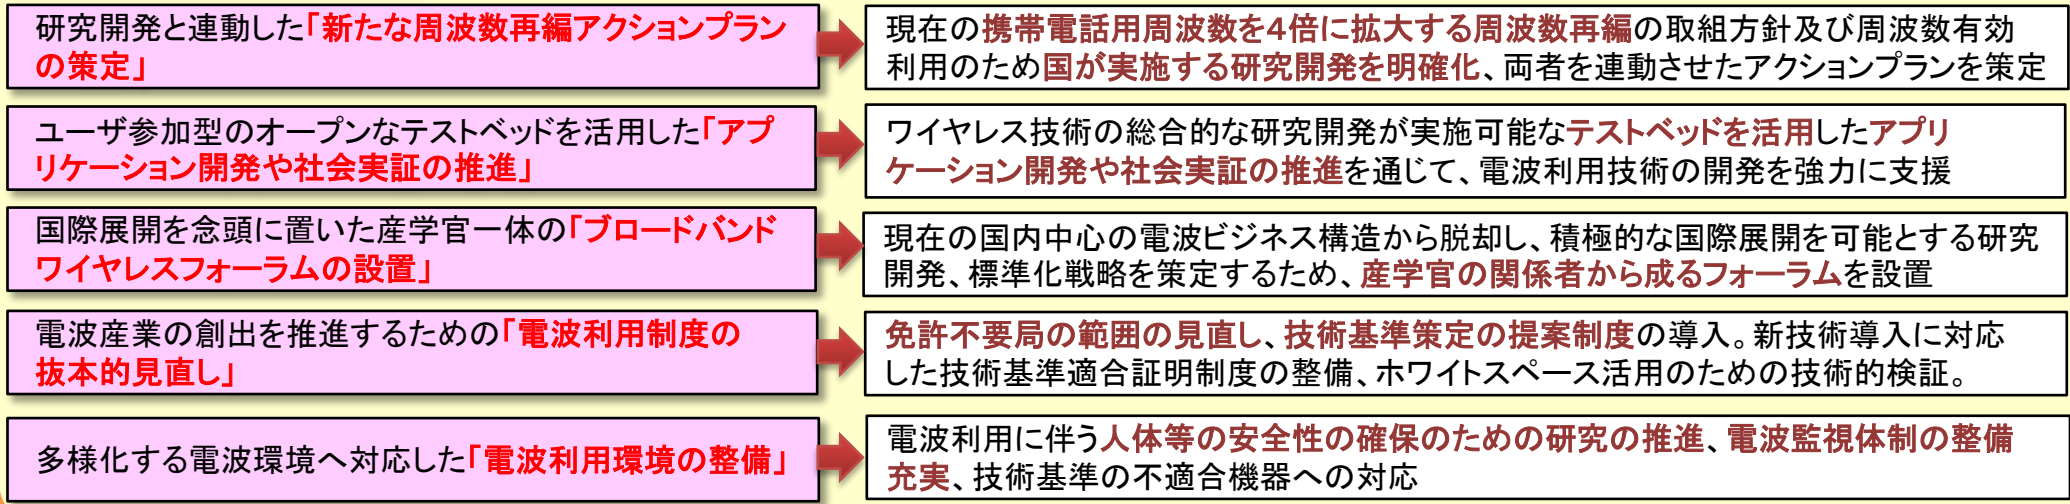 研究開発と連動した「新たな周波数再編アクションプラン
の策定」
現在の携帯電話用周波数を4倍に拡大する周波数再編の取組方針及び周波数有効
利用のため国が実施する研究開発を明確化、両者を連動させたアクションプランを策定
ユーザ参加型のオープンなテストベッドを活用した「アプ
リケーション開発や社会実証の推進」
ワイヤレス技術の総合的な研究開発が実施可能なテストベッドを活用したアプリ
ケーション開発や社会実証の推進を通じて、電波利用技術の開発を強力に支援
国際展開を念頭に置いた産学官一体の「ブロードバンド
ワイヤレスフォーラムの設置」
現在の国内中心の電波ビジネス構造から脱却し、積極的な国際展開を可能とする研究
開発、標準化戦略を策定するため、産学官の関係者から成るフォーラムを設置
電波産業の創出を推進するための「電波利用制度の
抜本的見直し」
免許不要局の範囲の見直し、技術基準策定の提案制度の導入。新技術導入に対応
した技術基準適合証明制度の整備、ホワイトスペース活用のための技術的検証。
多様化する電波環境へ対応した「電波利用環境の整備」
電波利用に伴う人体等の安全性の確保のための研究の推進、電波監視体制の整備
充実、技術基準の不適合機器への対応